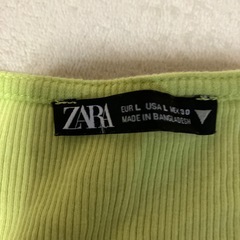 ZARA
EUR L USA L MEX 30
MADE IN BANGLADESH